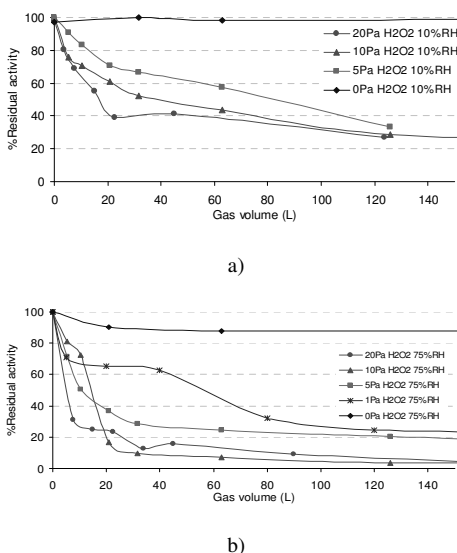 100
80
60
40
20
0
%Residual activity
20Pa H2O2 10%RH
10Pa H2O2 10%RH
5Pa H2O2 10%RH
0Pa H2O2 10%RH
0 20 40 60 80 100 120 140
Gas volume (L)
a)
100
80
60
40
20
0
%Residual activity
20Pa H2O2 75%RH
10Pa H2O2 75%RH
5Pa H2O2 75%RH
1Pa H2O2 75%RH
0Pa H2O2 75%RH
0 20 40 60 80 100 120 140
Gas volume (L)
b)